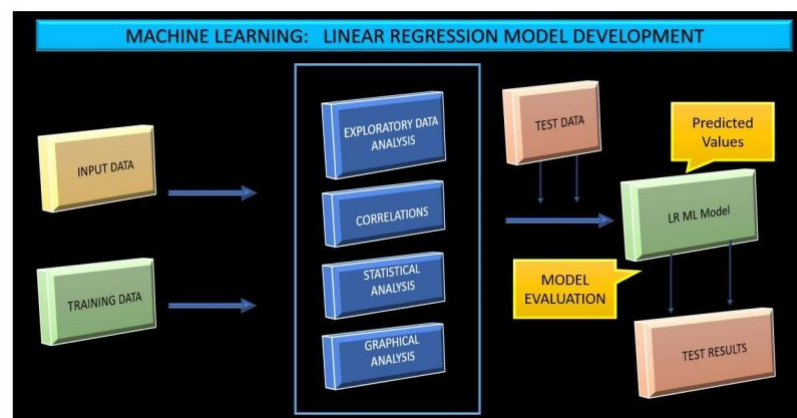 MACHINE LEARNING: LINEAR REGRESSION MODEL DEVELOPMENT
INPUT DATA
TRAINING DATA
EXPLORATORY DATA
ANALYSIS
CORRELATIONS
STATISTICAL
ANALYSIS
GRAPHICAL
ANALYSIS
TEST DATA
Predicted
Values
LR ML Model
MODEL
EVALUATION
TEST RESULTS